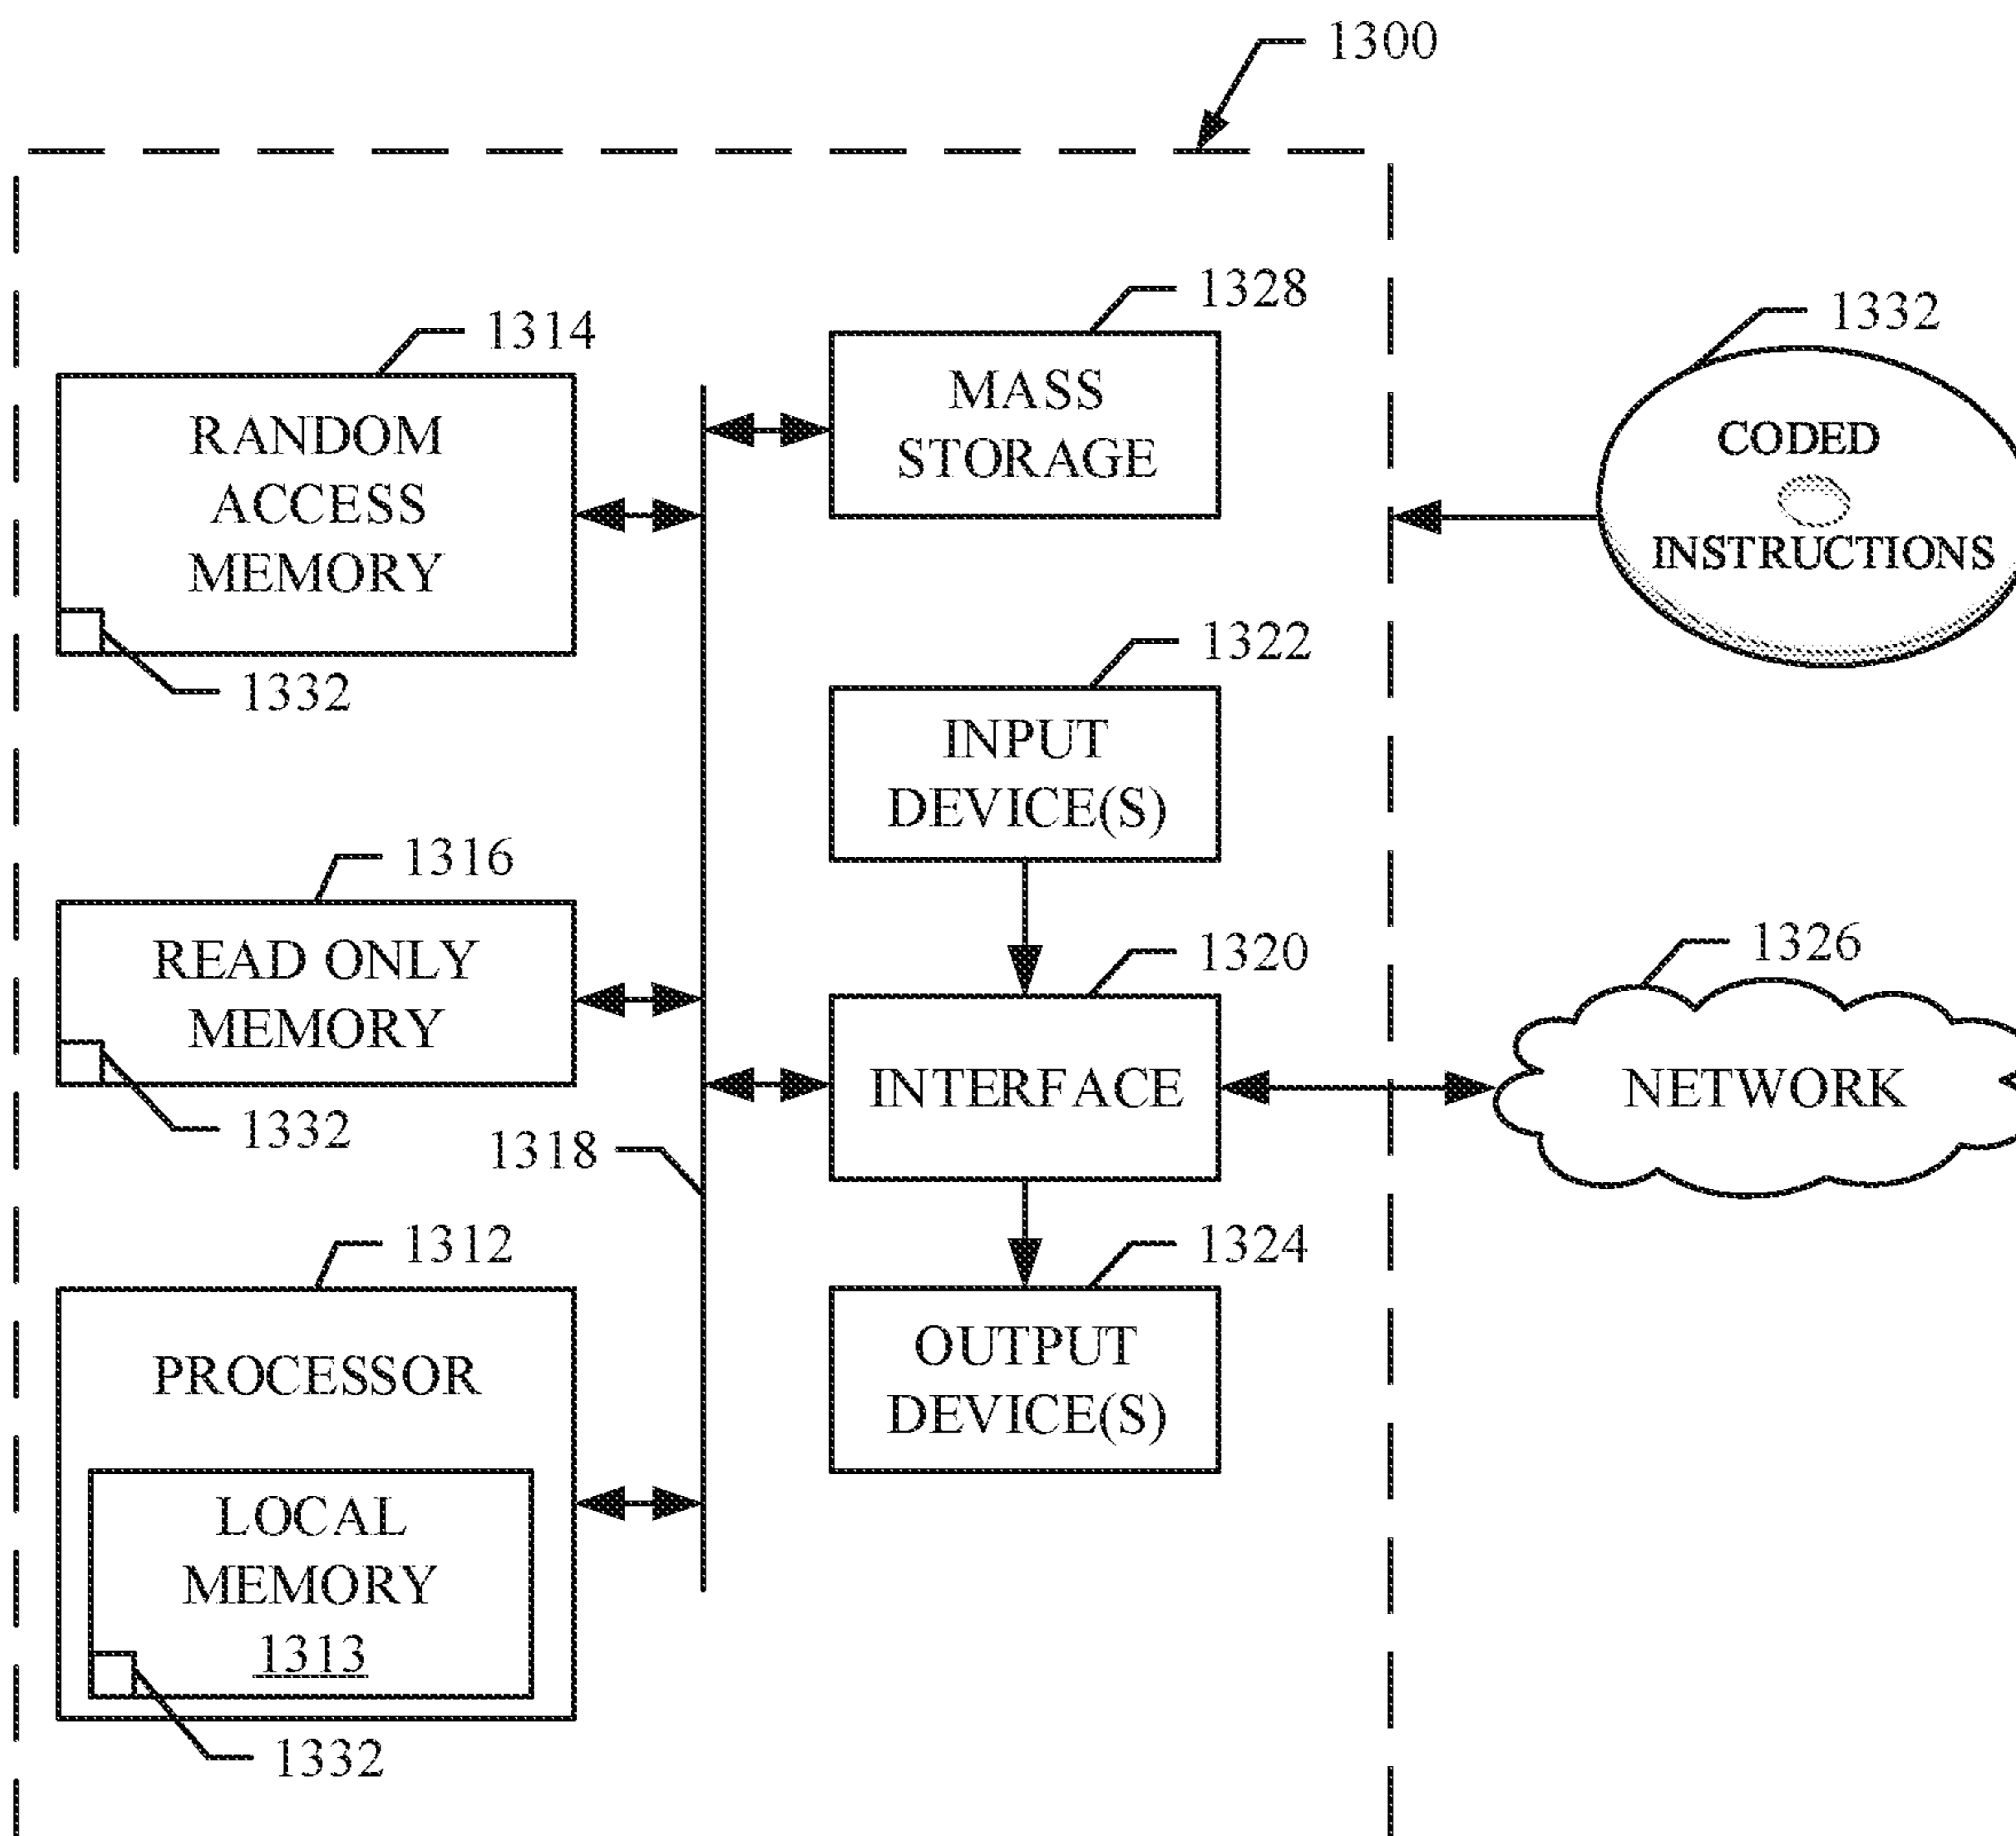 1300
1328
1314
MASS
STORAGE
RANDOM
ACCESS
MEMORY
1332
1332
CODED
INSTRUCTIONS
1322
INPUT
DEVICE(S)
1316
READ ONLY
MEMORY
1332
1320
INTERFACE
1326
NETWORK
1318
1312
PROCESSOR
LOCAL
MEMORY
1313
1332
1324
OUTPUT
DEVICE(S)